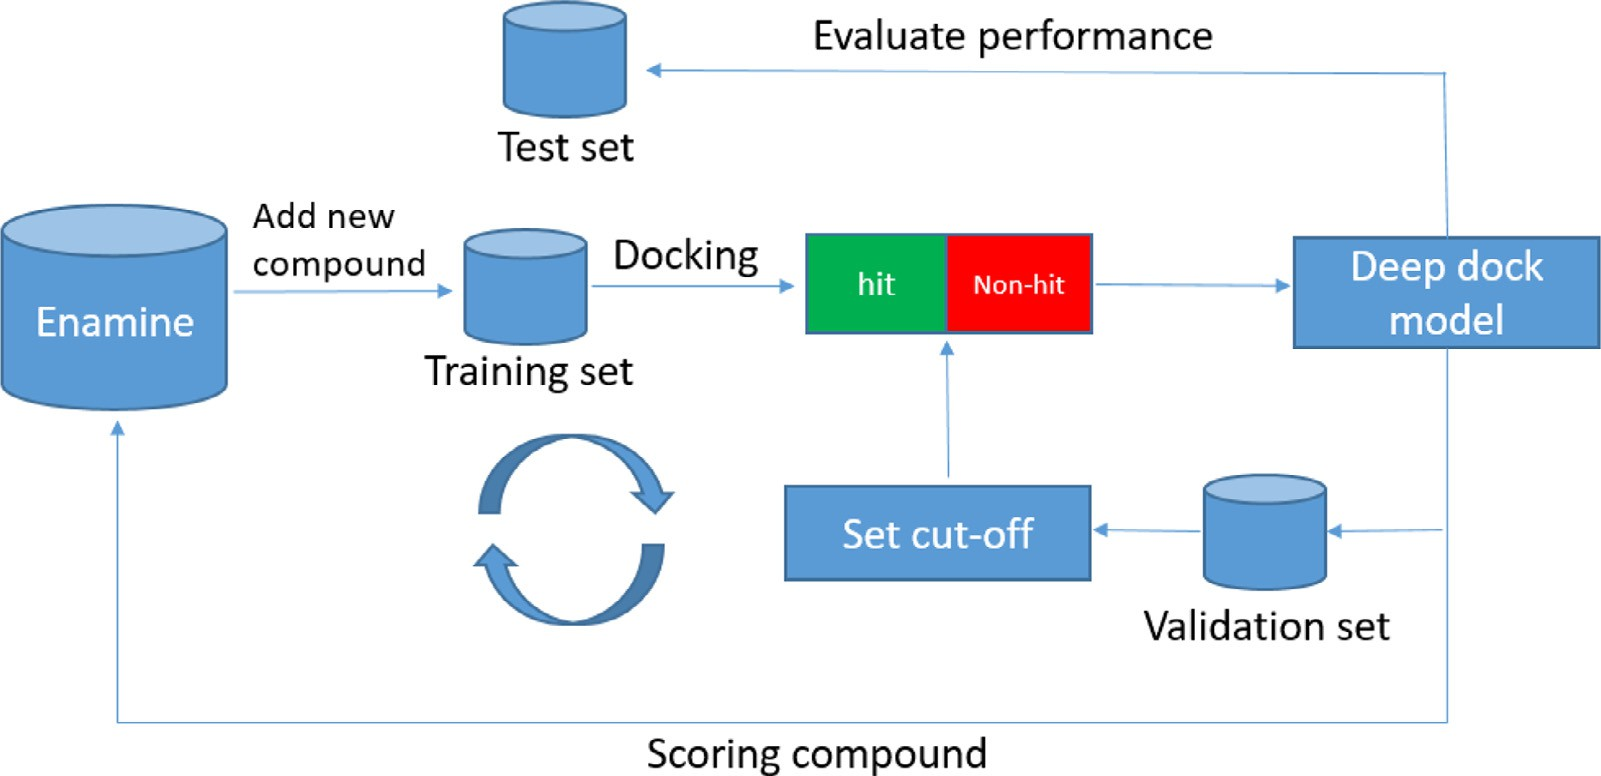 Evaluate performance
Test set
Add new
compound
Enamine
Training set
Docking
hit
Non-hit
Deep dock
model
Set cut-off
Validation set
Scoring compound